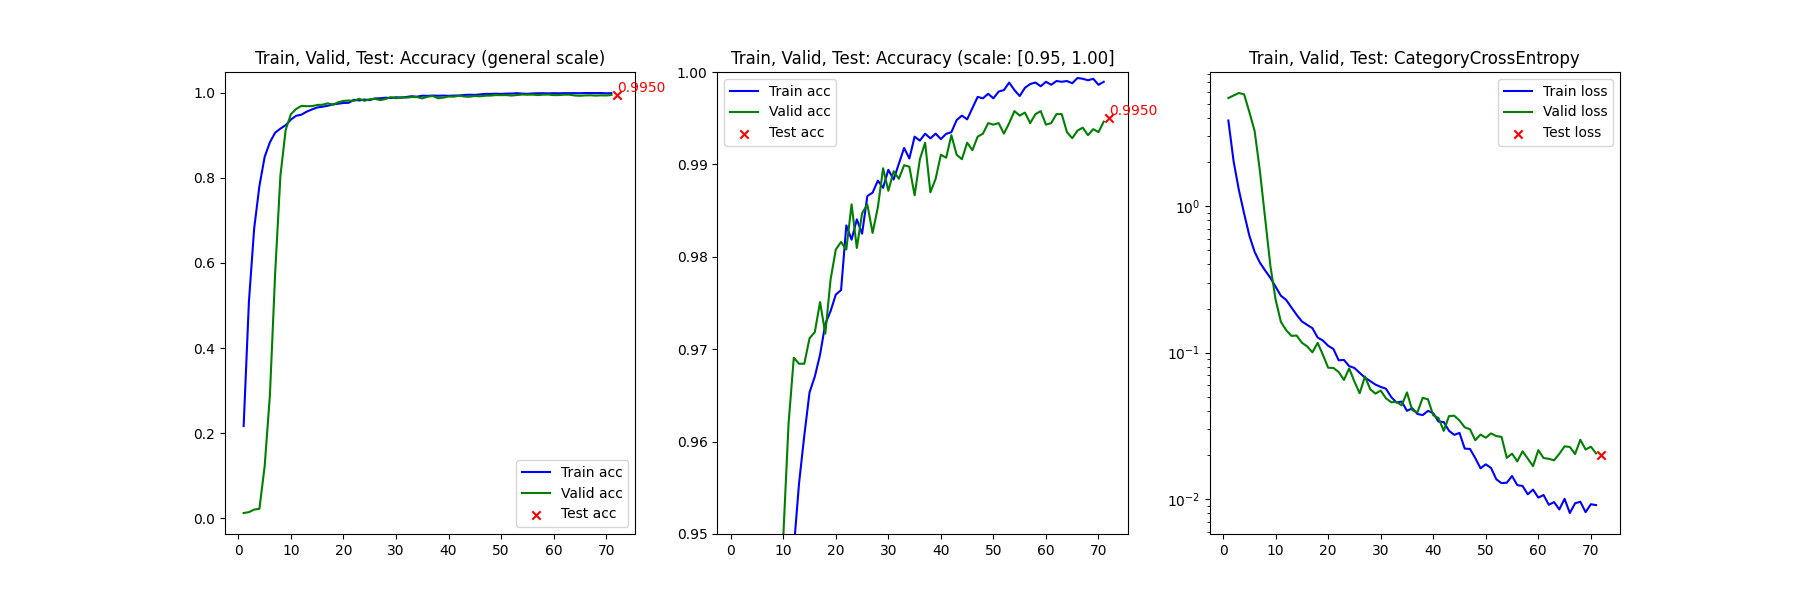 Train, Valid, Test: Accuracy (general scale)
1.0
0.8
0.6
0.4
0.2
0.0
0 10 20 30 40 50 60 70
0.9950
Train acc
Valid acc
Test acc
Train, Valid, Test: Accuracy (scale: [0.95, 1.00]
1.00
0.99
0.98
0.97
0.96
0.95
0 10 20 30 40 50 60 70
Train acc
Valid acc
Test acc
0.9950
Train, Valid, Test: CategoryCrossEntropy
10⁰
10⁻¹
10⁻²
0 10 20 30 40 50 60 70
Train loss
Valid loss
Test loss